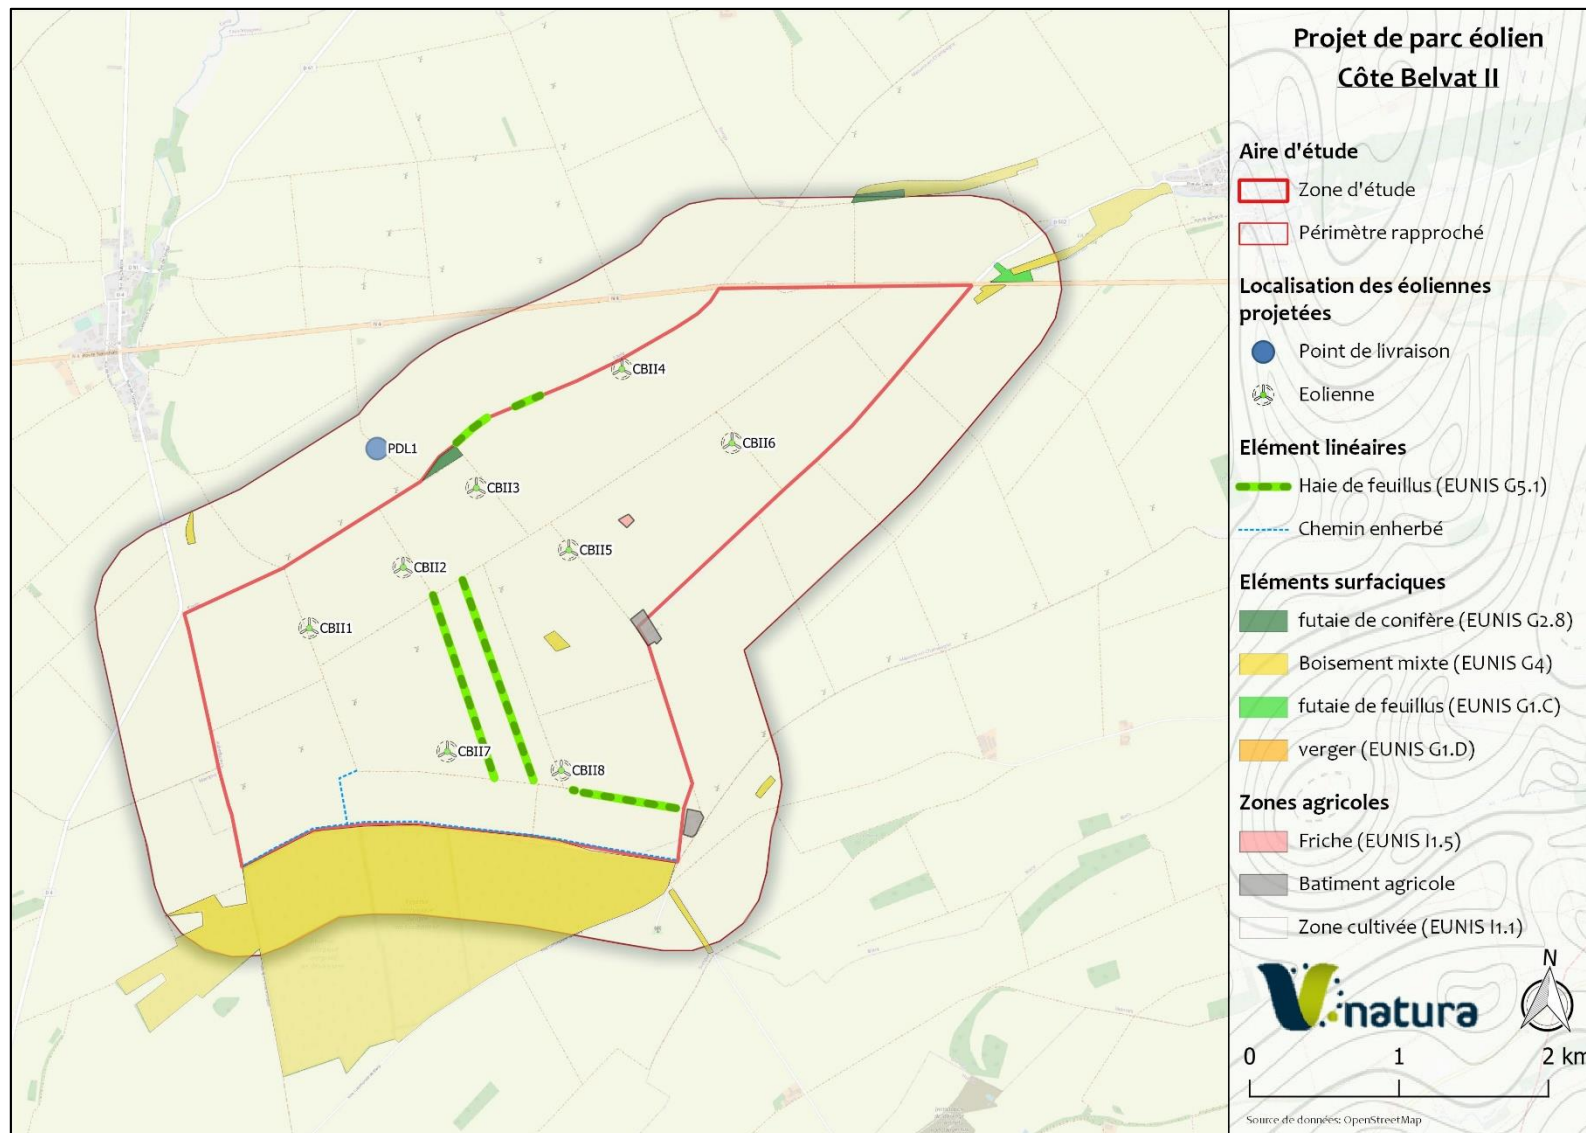 Projet de parc éolien
Côte Belvat II
Aire d'étude
Zone d'étude
Périmètre rapproché
Localisation des éoliennes
projetées
Point de livraison
Eolienne
Elément linéaires
Haie de feuillus (EUNIS G5.1)
Chemin enherbé
Eléments surfaciques
futaie de conifère (EUNIS G2.8)
Boisement mixte (EUNIS G4)
futaie de feuillus (EUNIS G1.C)
verger (EUNIS G1.D)
Zones agricoles
Friche (EUNIS I1.5)
Batiment agricole
Zone cultivée (EUNIS I1.1)
natura
N
0 1 2 km
Source de données: OpenStreetMap
CBII4
CBII6
PDL1
CBII3
CBII5
CBII2
CBII1
CBII7
CBII8